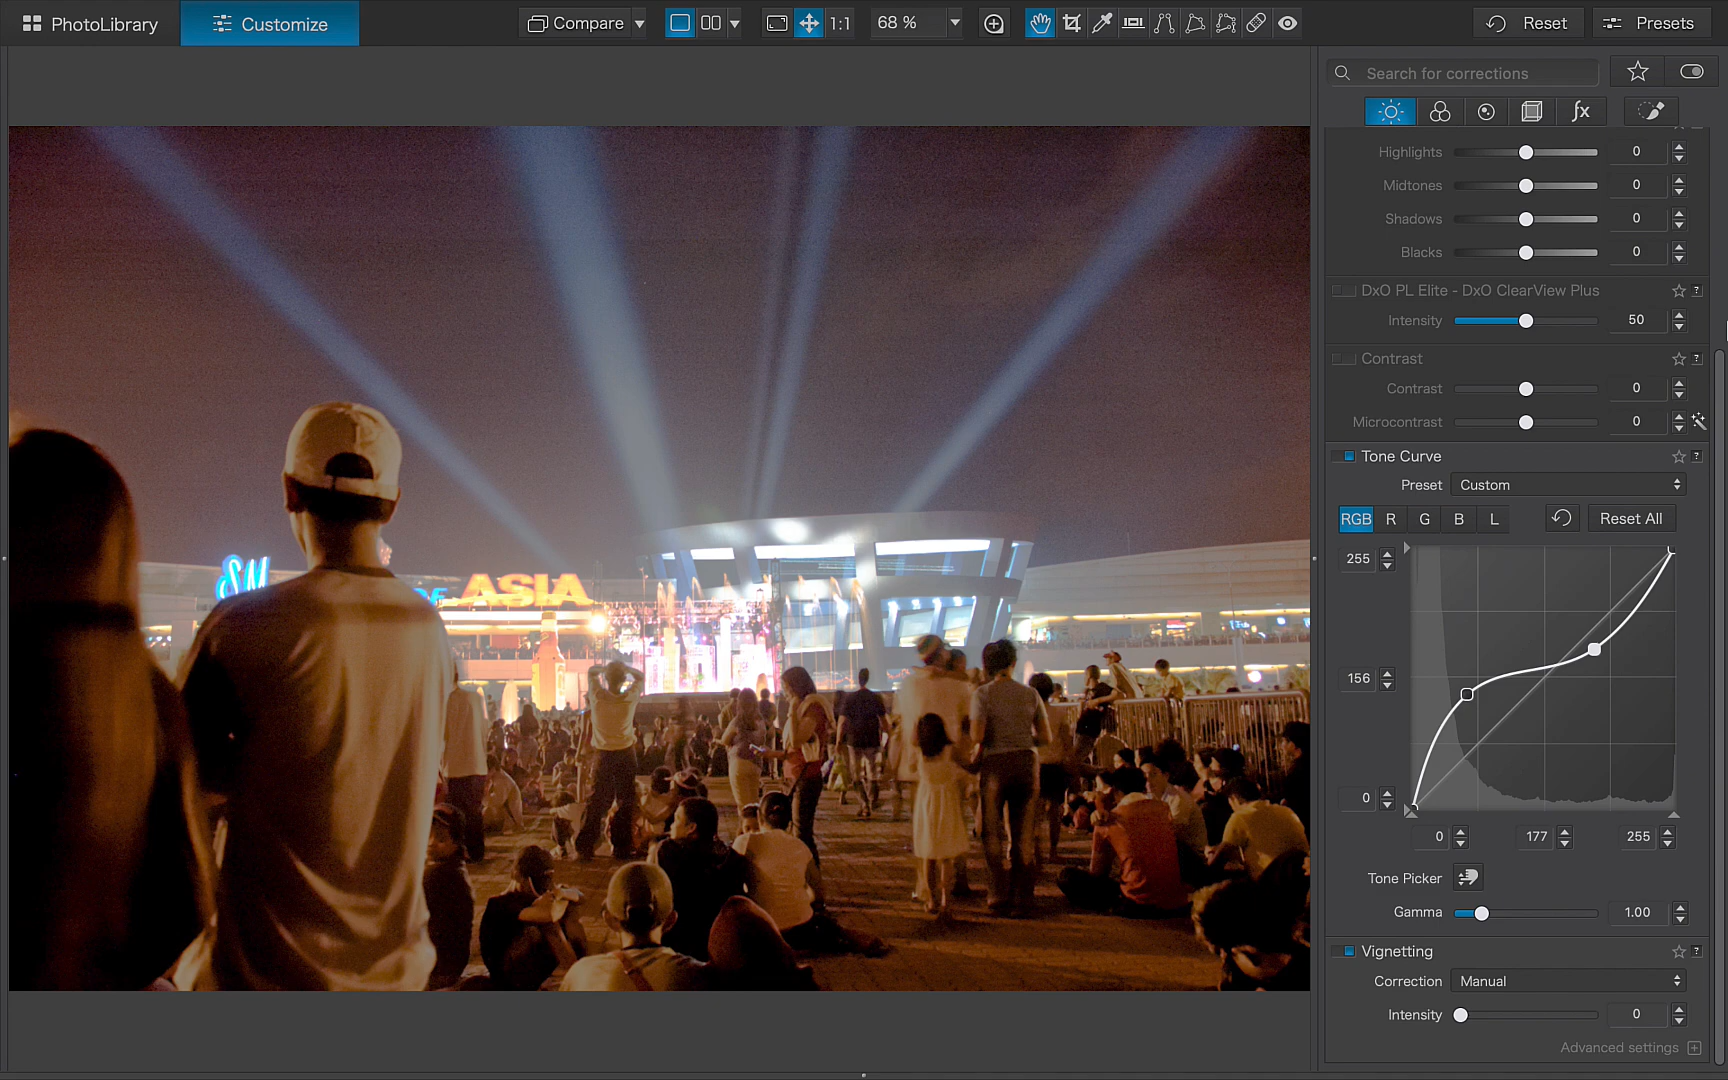 PhotoLibrary
Customize
Compare
1:1
68 %
Reset
Presets
Search for corrections
fx
Highlights 0
Midtones 0
Shadows 0
Blacks 0
DxO PL Elite - DxO ClearView Plus ?
Intensity 50
Contrast ?
Contrast 0
Microcontrast 0
Tone Curve ?
Preset Custom
RGB R G B L Reset All
255
156
0
0 177 255
Tone Picker
Gamma 1.00
Vignetting ?
Correction Manual
Intensity 0
Advanced settings
SM
OF
ASIA